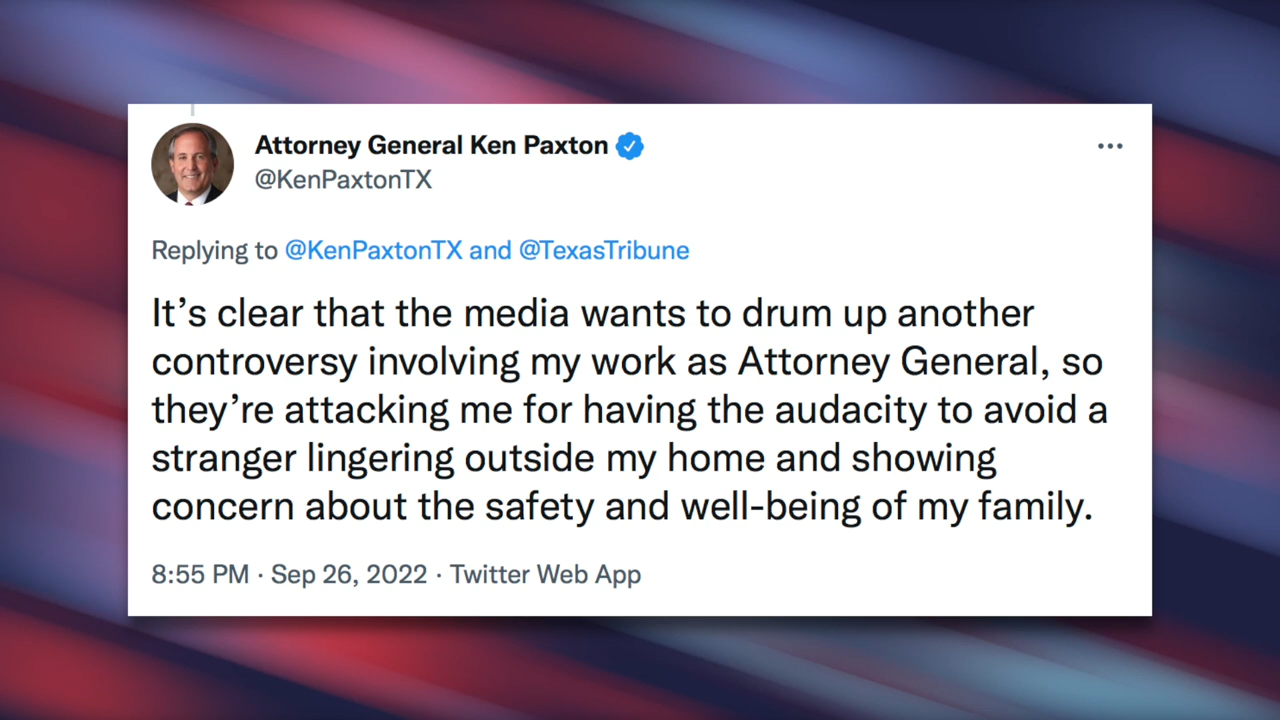 Attorney General Ken Paxton
@KenPaxtonTX
Replying to @KenPaxtonTX and @TexasTribune
It’s clear that the media wants to drum up another
controversy involving my work as Attorney General, so
they’re attacking me for having the audacity to avoid a
stranger lingering outside my home and showing
concern about the safety and well-being of my family.
8:55 PM · Sep 26, 2022 · Twitter Web App